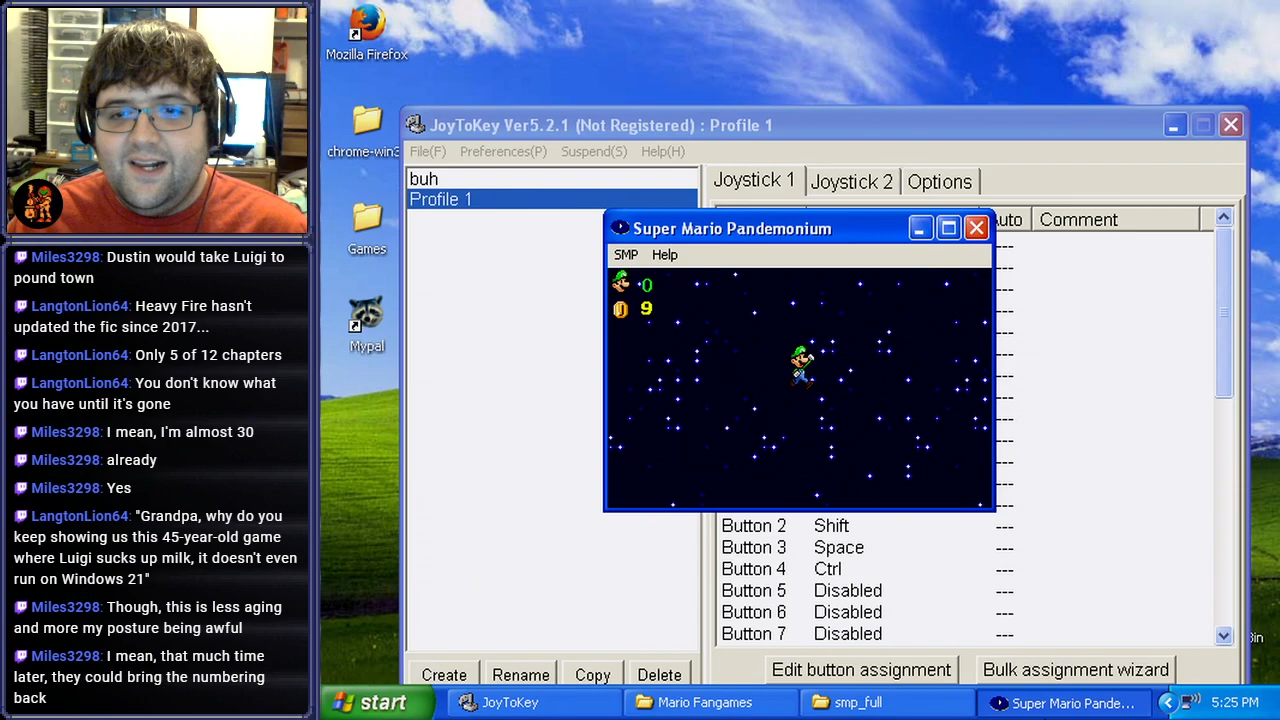 Miles3298: Dustin would take Luigi to
pound town
LangtonLion64: Heavy Fire hasn't
updated the fic since 2017...
LangtonLion64: Only 5 of 12 chapters
LangtonLion64: You don't know what
you have until it's gone
Miles3298: I mean, I'm almost 30
Miles3298: already
Miles3298: Yes
LangtonLion64: "Grandpa, why do you
keep showing us this 45-year-old game
where Luigi sucks up milk, it doesn't even
run on Windows 21"
Miles3298: Though, this is less aging
and more my posture being awful
Miles3298: I mean, that much time
later, they could bring the numbering
back
Mozilla Firefox
chrome-win3
Games
Mypal
JoyToKey Ver5.2.1 (Not Registered) : Profile 1
File(F) Preferences(P) Suspend(S) Help(H)
buh
Profile 1
Joystick 1 Joystick 2 Options
Auto Comment
Super Mario Pandemonium
SMP Help
0
9
---
---
---
---
---
---
---
---
---
---
---
---
---
Button 2 Shift ---
Button 3 Space ---
Button 4 Ctrl ---
Button 5 Disabled ---
Button 6 Disabled ---
Button 7 Disabled ---
Create Rename Copy Delete
Edit button assignment Bulk assignment wizard
start JoyToKey Mario Fangames smp_full Super Mario Pande... 5:25 PM